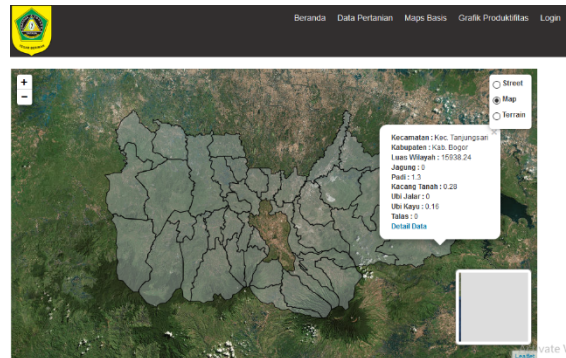 Beranda Data Pertanian Maps Basis Grafik Produktifitas Login
+
−
Street
Map
Terrain
Kecamatan : Kec. Tanjungsari
Kabupaten : Kab. Bogor
Luas Wilayah : 15938.24
Jagung : 0
Padi : 1.3
Kacang Tanah : 0.28
Ubi Jalar : 0
Ubi Kayu : 0.16
Talas : 0
Detail Data
Leaflet